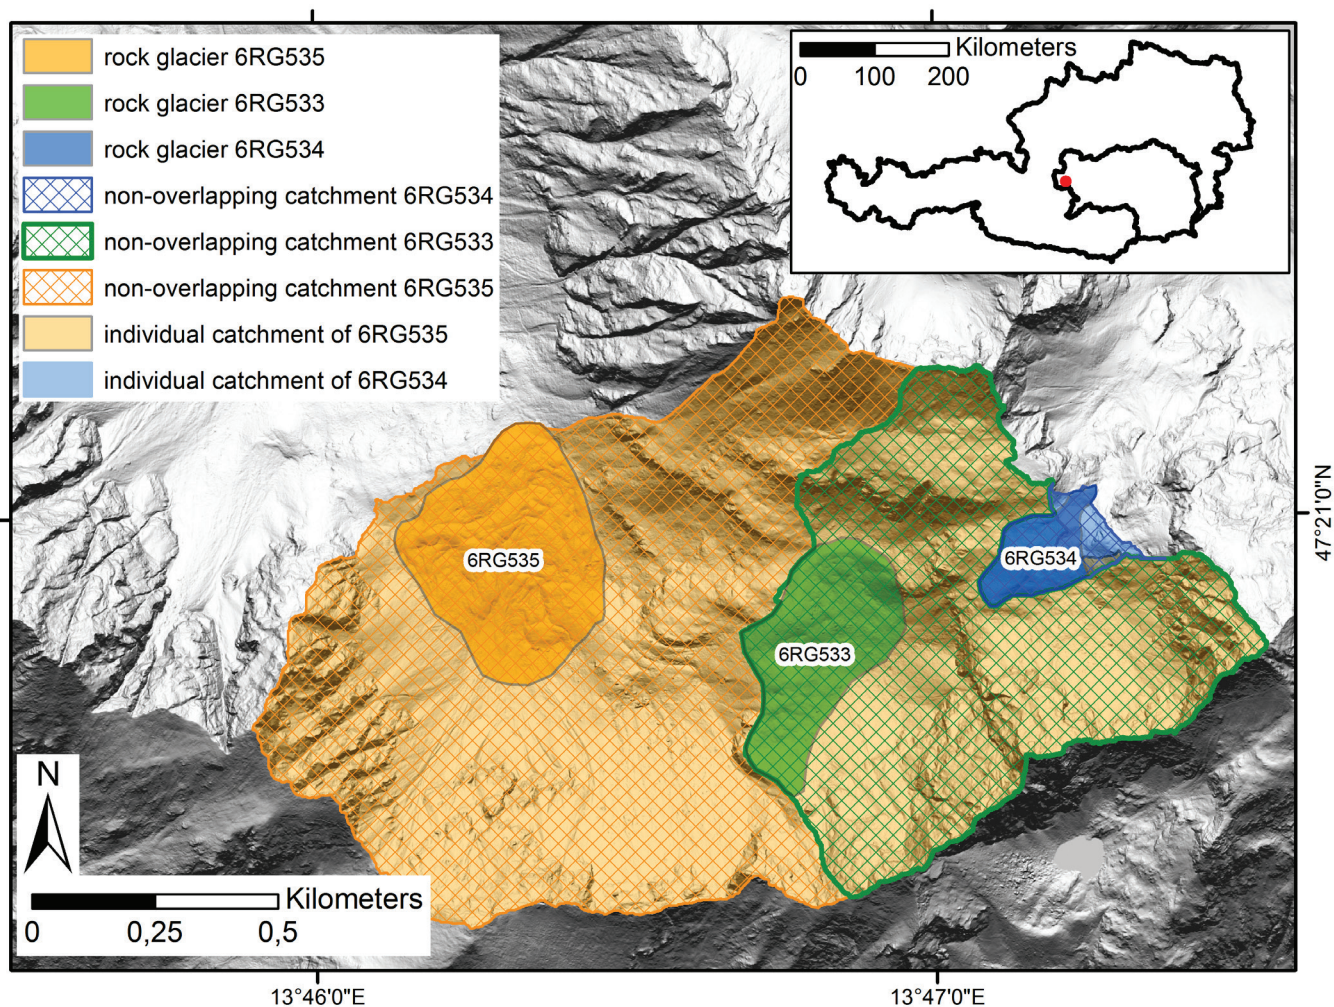 rock glacier 6RG535
rock glacier 6RG533
rock glacier 6RG534
non-overlapping catchment 6RG534
non-overlapping catchment 6RG533
non-overlapping catchment 6RG535
individual catchment of 6RG535
individual catchment of 6RG534
Kilometers
0 100 200
6RG535
6RG534
6RG533
47°21'0"N
N
Kilometers
0 0,25 0,5
13°46'0"E 13°47'0"E